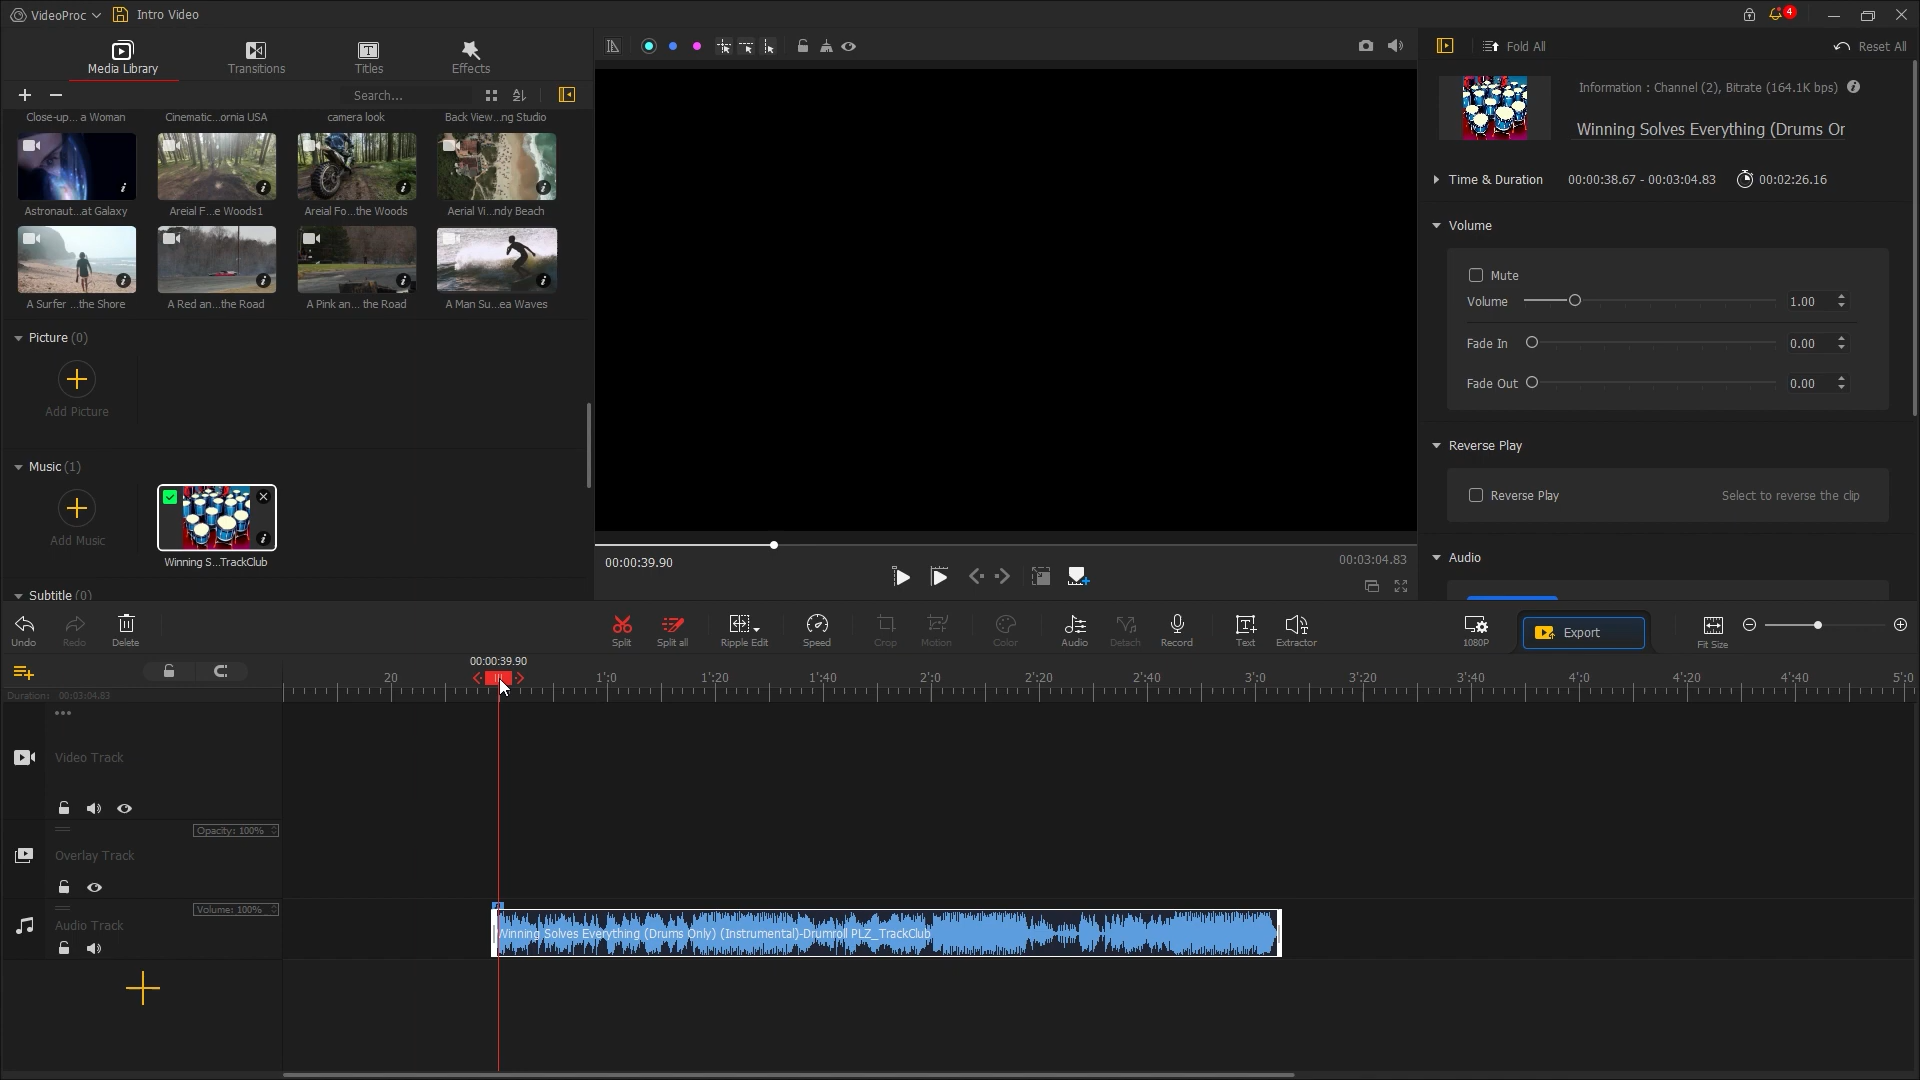 VideoProc
Intro Video
4
Media Library
Transitions
Titles
Effects
Search...
Fold All
Reset All
Close-up... a Woman
Cinematic...ornia USA
camera look
Back View...ng Studio
Information : Channel (2), Bitrate (164.1K bps)
Winning Solves Everything (Drums Or
Time & Duration
00:00:38.67 - 00:03:04.83
00:02:26.16
Astronaut...at Galaxy
Areial F...e Woods1
Areial Fo...the Woods
Aerial Vi...ndy Beach
Volume
Mute
Volume
1.00
A Surfer ...the Shore
A Red an...the Road
A Pink an... the Road
A Man Su...ea Waves
Fade In
0.00
Picture (0)
Fade Out
0.00
Add Picture
Reverse Play
Music (1)
Reverse Play
Select to reverse the clip
Add Music
Winning S...TrackClub
00:00:39.90
00:03:04.83
Audio
Subtitle (0)
Undo
Redo
Delete
Split
Split all
Ripple Edit
Speed
Crop
Motion
Color
Audio
Detach
Record
Text
Extractor
1080P
Export
Fit Size
00:00:39.90
20
1':0
1':20
1':40
2':0
2':20
2':40
3':0
3':20
3':40
4':0
4':20
4':40
5':0
Duration: 00:03:04.83
Video Track
Opacity: 100%
Overlay Track
Volume: 100%
Audio Track
Winning Solves Everything (Drums Only) (Instrumental)-Drumroll PLZ_TrackClub